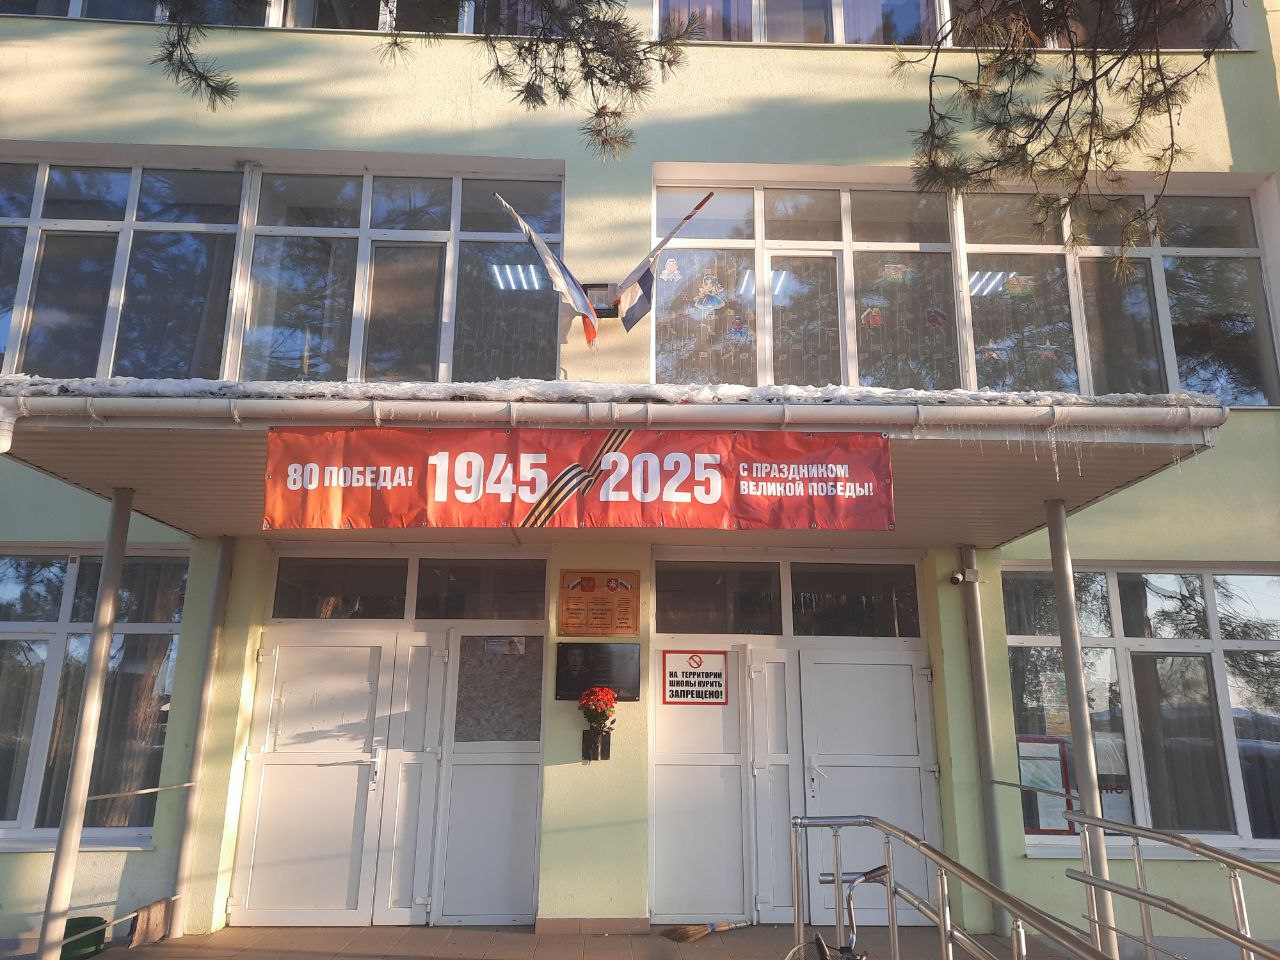 80 ПОБЕДА!
1945
2025
С ПРАЗДНИКОМ
ВЕЛИКОЙ ПОБЕДЫ!
НА ТЕРРИТОРИИ
ШКОЛЫ КУРИТЬ
ЗАПРЕЩЕНО!